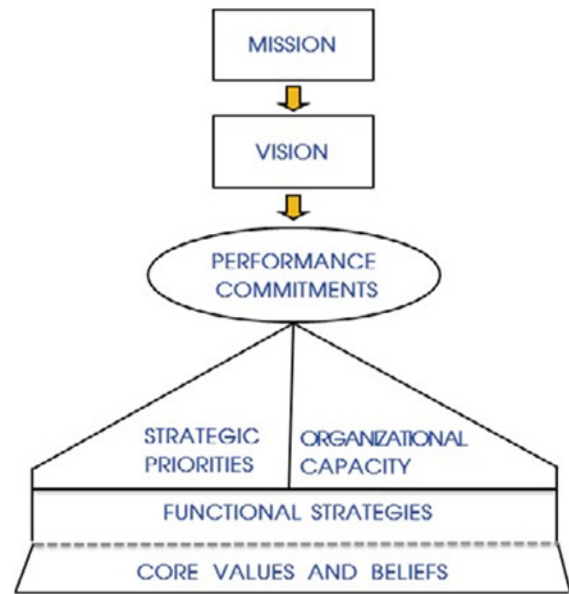 MISSION
VISION
PERFORMANCE
COMMITMENTS
STRATEGIC
PRIORITIES
ORGANIZATIONAL
CAPACITY
FUNCTIONAL STRATEGIES
CORE VALUES AND BELIEFS